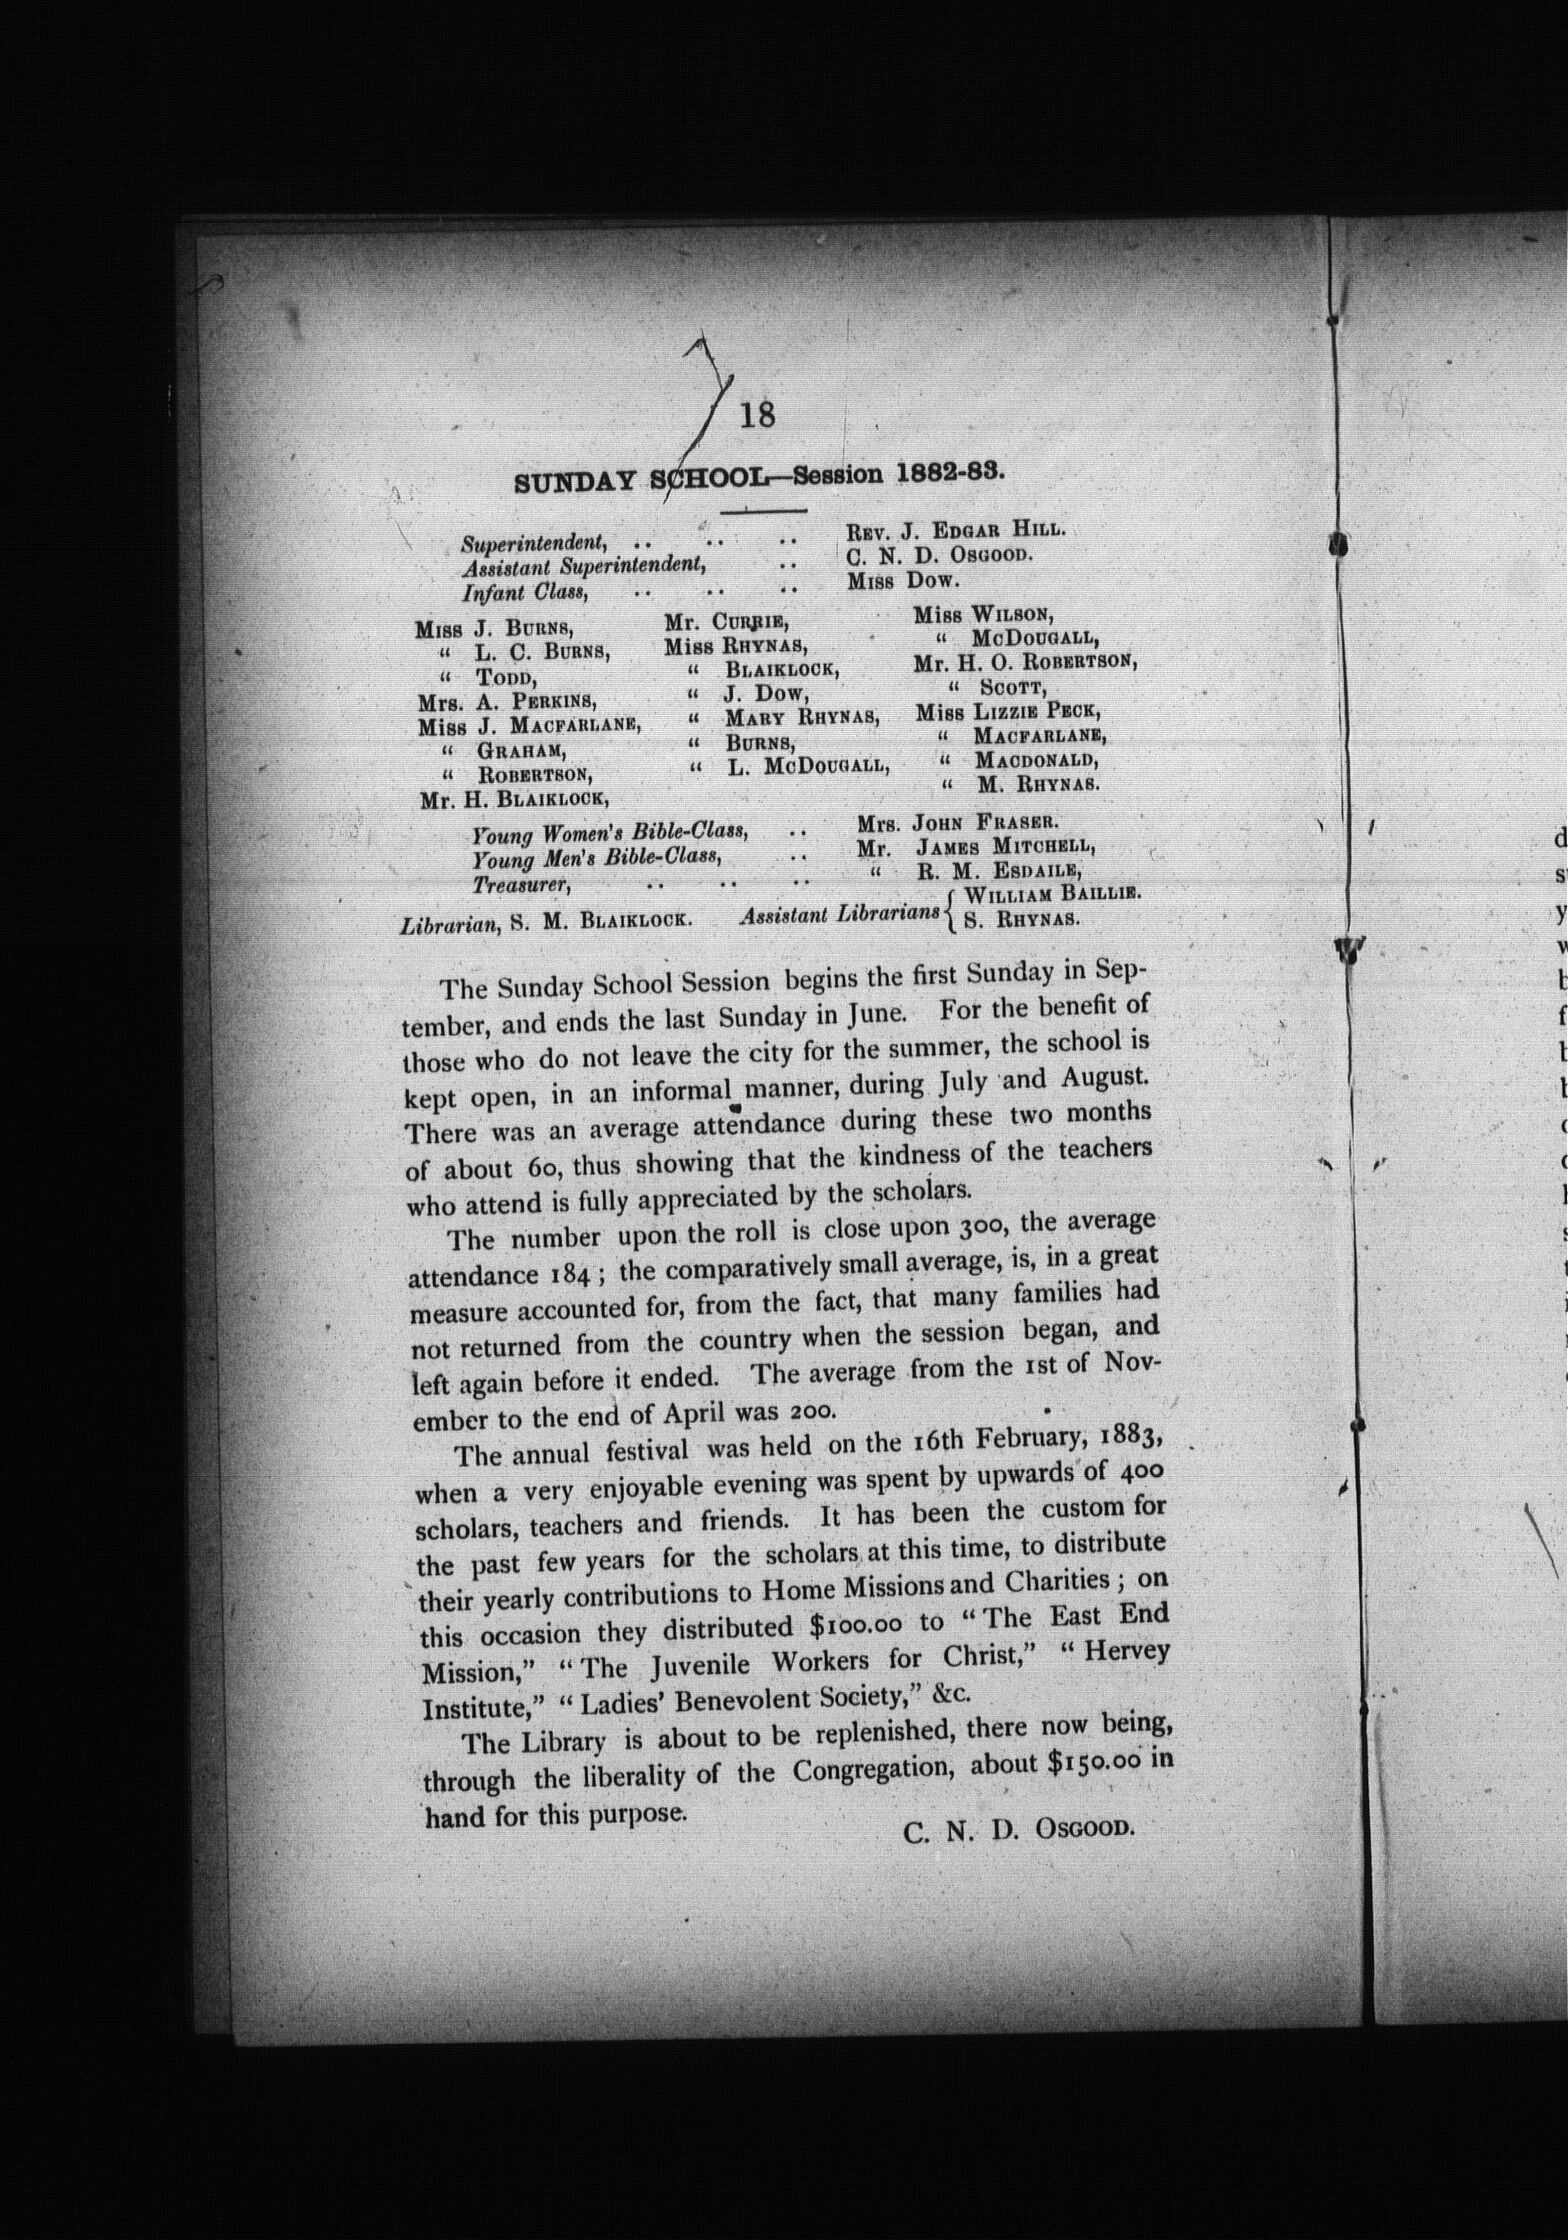 18
SUNDAY SCHOOL—Session 1882-83.
Superintendent, .. .. .. REV. J. EDGAR HILL.
Assistant Superintendent, .. C. N. D. OSGOOD.
Infant Class, .. .. .. MISS DOW.
MISS J. BURNS, Mr. CURRIE, Miss WILSON,
“ L. C. BURNS, Miss RHYNAS, “ MCDOUGALL,
“ TODD, “ BLAIKLOCK, Mr. H. O. ROBERTSON,
Mrs. A. PERKINS, “ J. DOW, “ SCOTT,
Miss J. MACFARLANE, “ MARY RHYNAS, Miss LIZZIE PECK,
“ GRAHAM, “ BURNS, “ MACFARLANE,
“ ROBERTSON, “ L. MCDOUGALL, “ MACDONALD,
Mr. H. BLAIKLOCK, “ M. RHYNAS.
Young Women's Bible-Class, .. Mrs. JOHN FRASER.
Young Men's Bible-Class, .. Mr. JAMES MITCHELL,
Treasurer, .. .. .. “ R. M. ESDAILE,
Librarian, S. M. BLAIKLOCK. Assistant Librarians { WILLIAM BAILLIE.
S. RHYNAS.
The Sunday School Session begins the first Sunday in Sep-
tember, and ends the last Sunday in June. For the benefit of
those who do not leave the city for the summer, the school is
kept open, in an informal manner, during July and August.
There was an average attendance during these two months
of about 60, thus showing that the kindness of the teachers
who attend is fully appreciated by the scholars.
The number upon the roll is close upon 300, the average
attendance 184 ; the comparatively small average, is, in a great
measure accounted for, from the fact, that many families had
not returned from the country when the session began, and
left again before it ended. The average from the 1st of Nov-
ember to the end of April was 200.
The annual festival was held on the 16th February, 1883,
when a very enjoyable evening was spent by upwards of 400
scholars, teachers and friends. It has been the custom for
the past few years for the scholars at this time, to distribute
their yearly contributions to Home Missions and Charities ; on
this occasion they distributed $100.00 to “ The East End
Mission,” “ The Juvenile Workers for Christ,” “ Hervey
Institute,” “ Ladies’ Benevolent Society,” &c.
The Library is about to be replenished, there now being,
through the liberality of the Congregation, about $150.00 in
hand for this purpose.
C. N. D. OSGOOD.